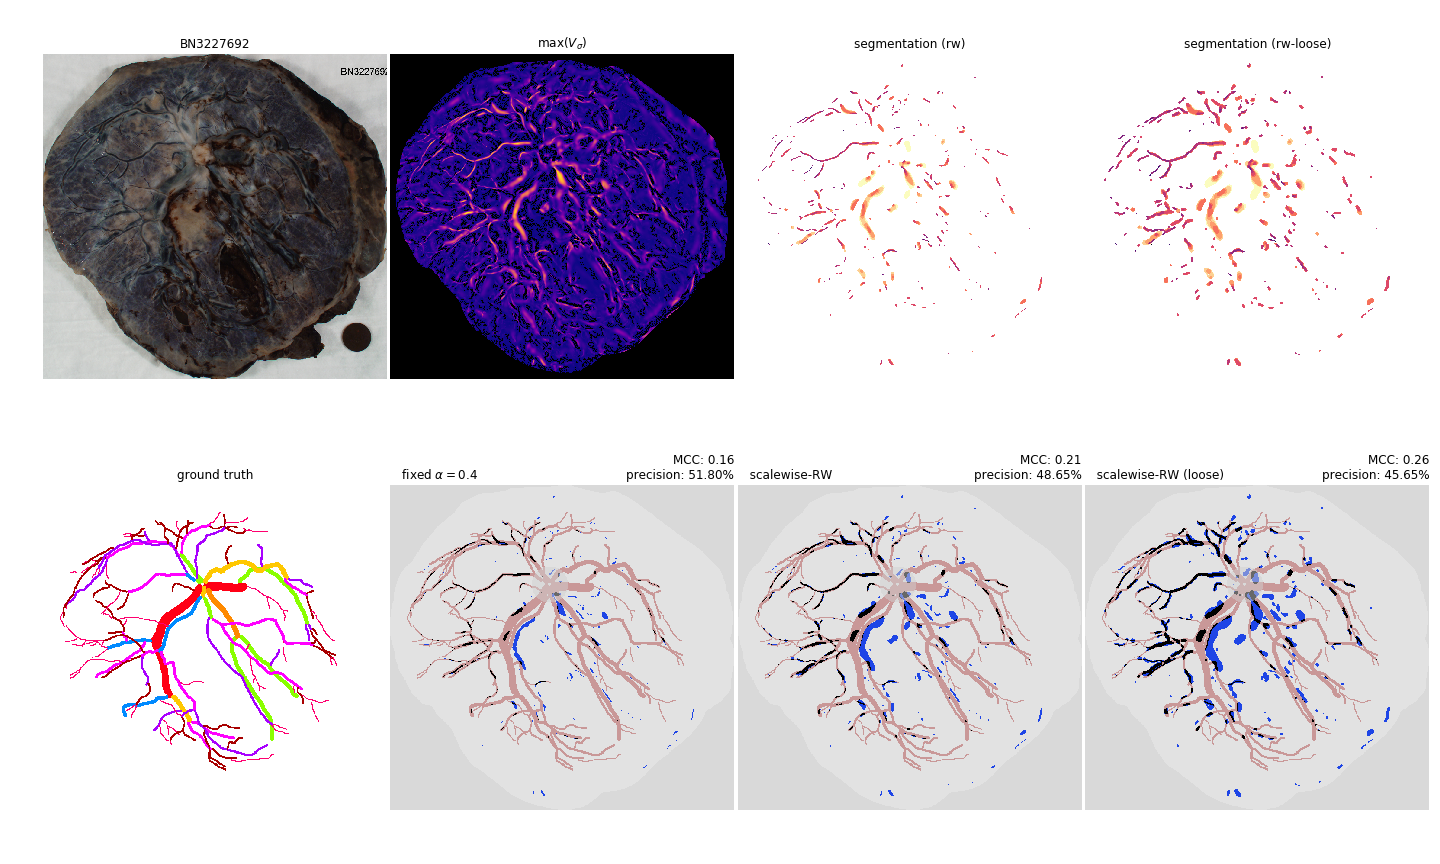 BN3227692
max(V_σ)
segmentation (rw)
segmentation (rw-loose)
BN3227692
ground truth
fixed α = 0.4
MCC: 0.16
precision: 51.80%
scalewise-RW
MCC: 0.21
precision: 48.65%
scalewise-RW (loose)
MCC: 0.26
precision: 45.65%